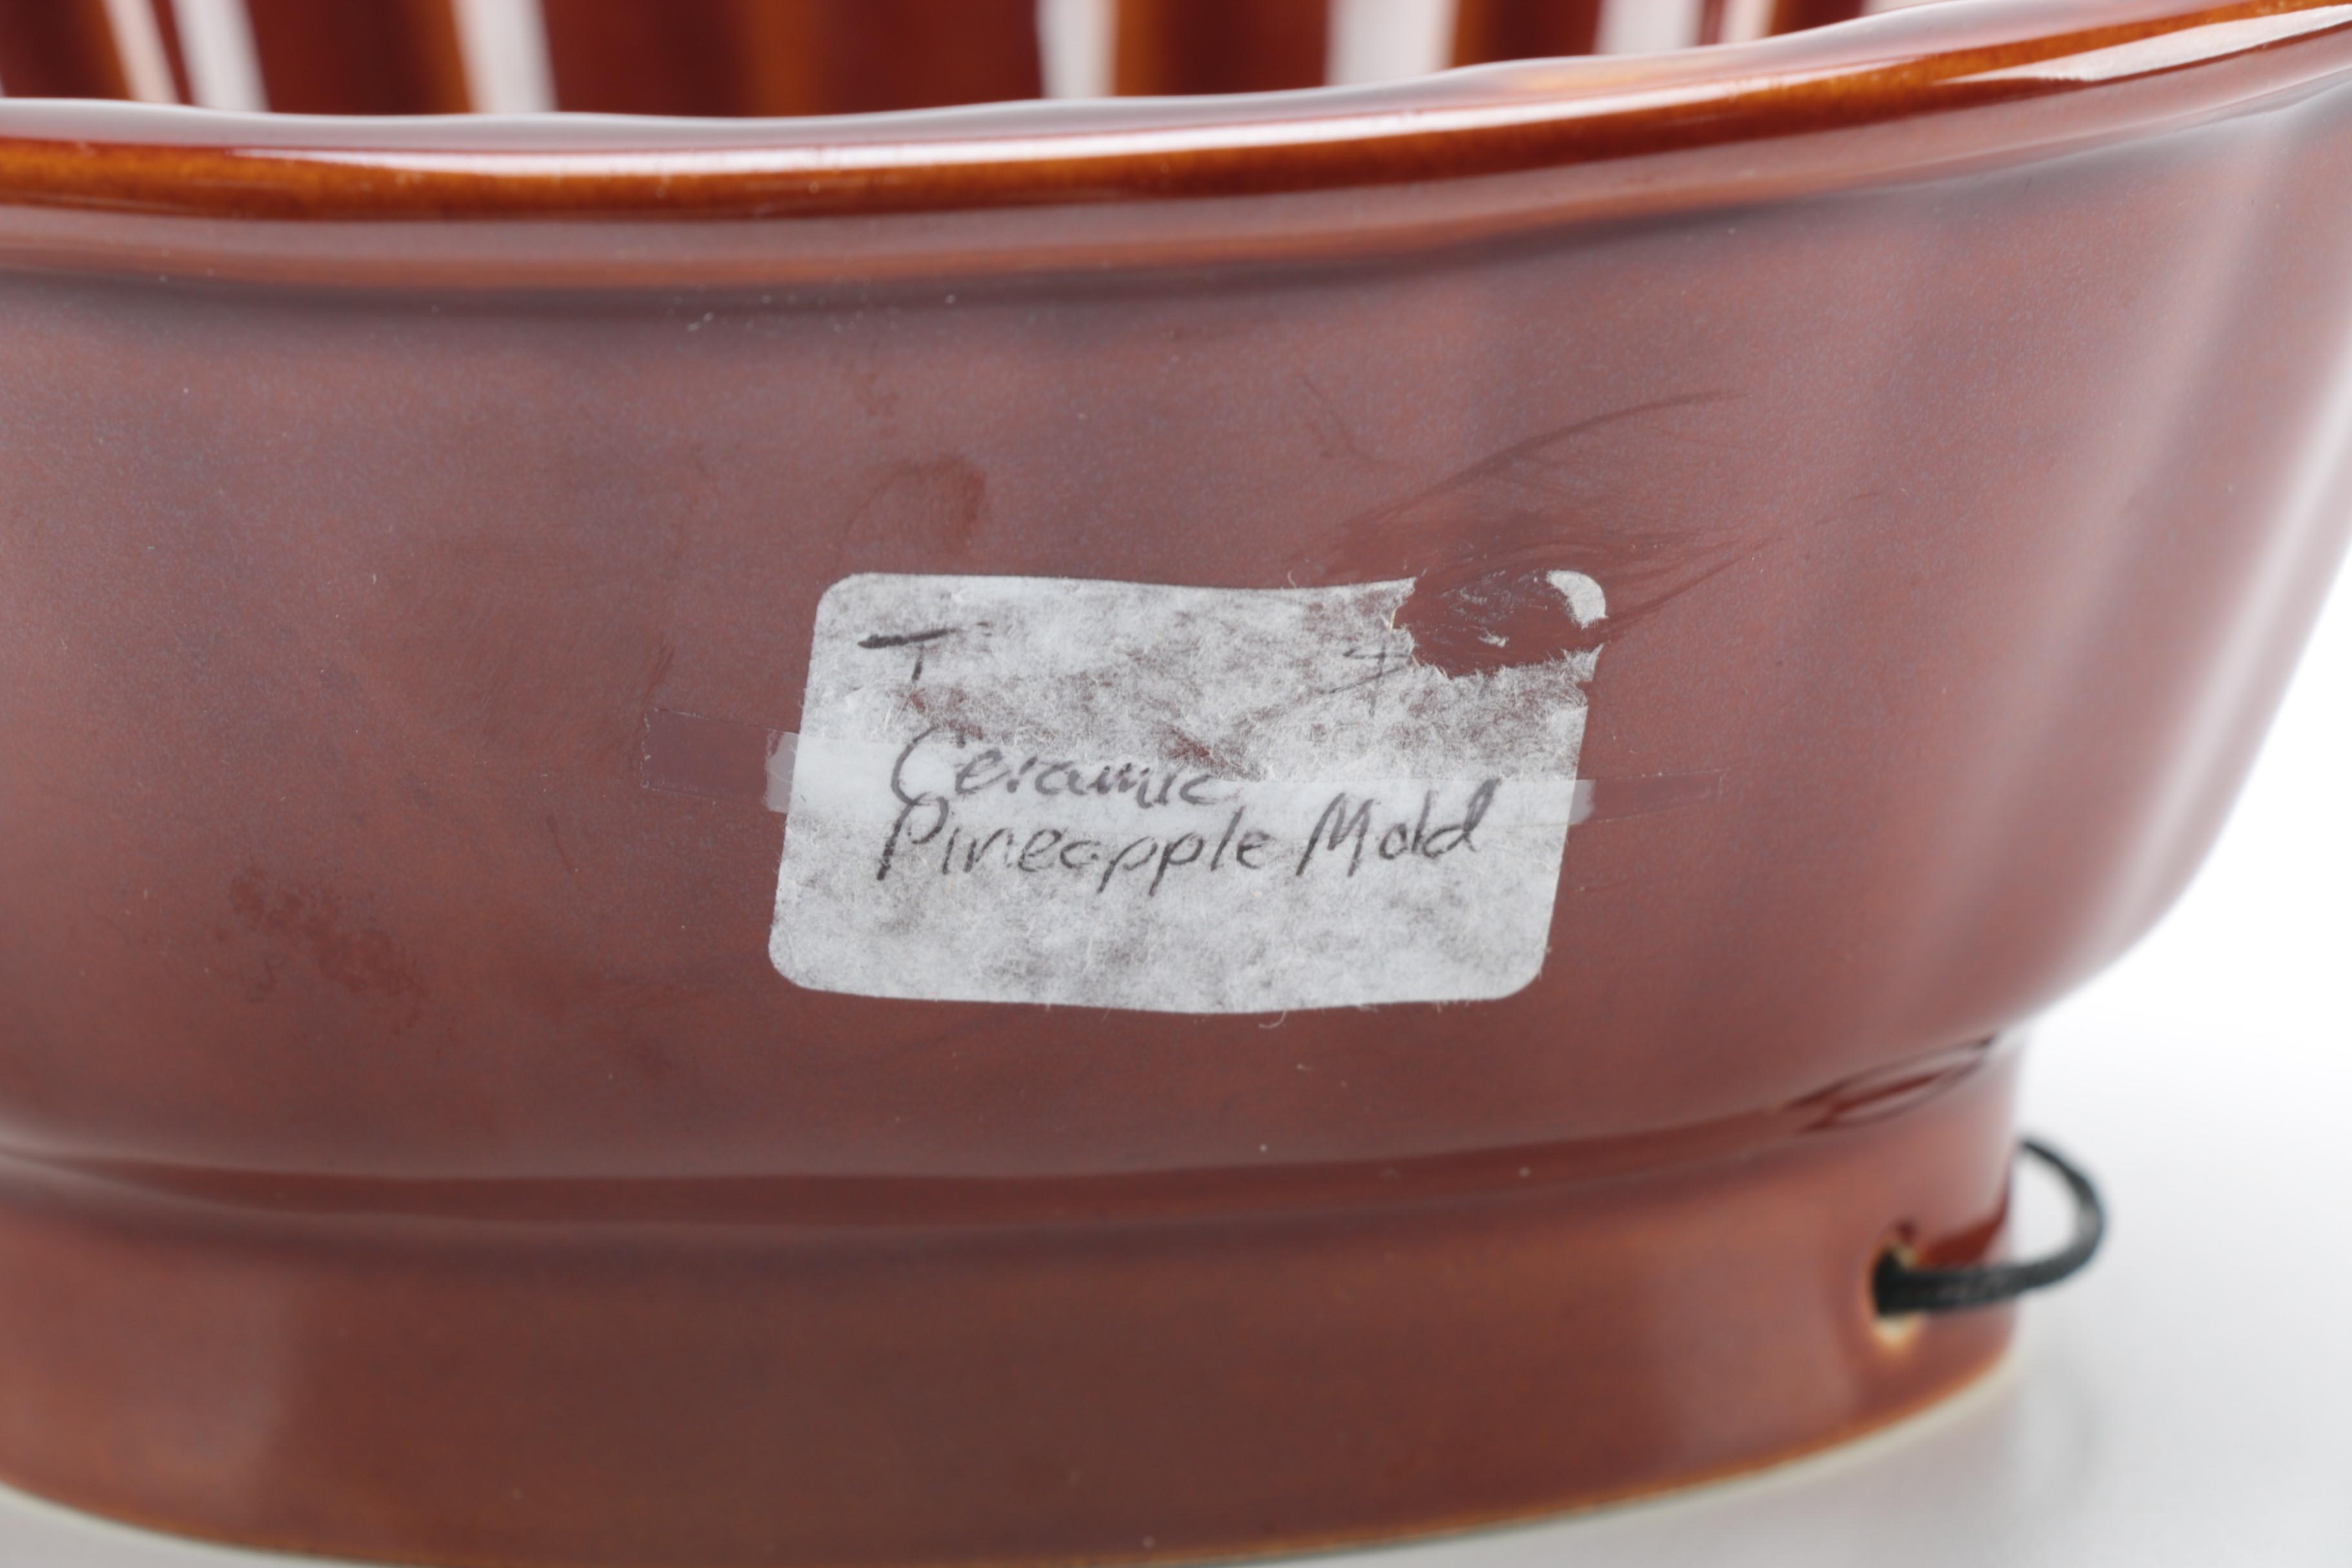 T $
Ceramic
Pineapple Mold